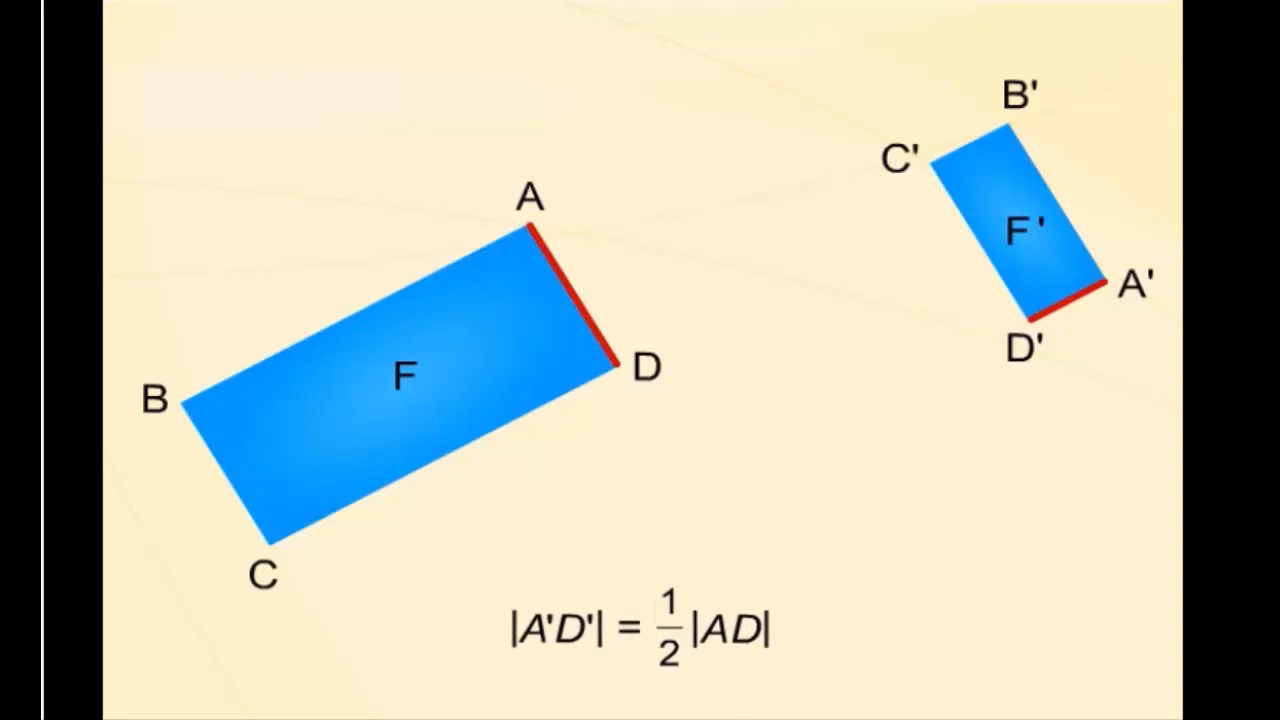 B'
C'
A
F'
A'
D'
D
F
B
C
|A'D'| = 1/2 |AD|